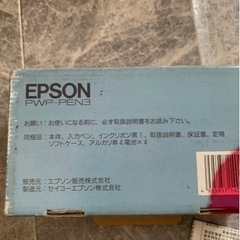 EPSON
PWP-PEN3
お願い：お使いになる前に、必ず取扱説明書をお読み下さい。
同梱品：本体、入力ペン、インクリボン黒1、取扱説明書、保証書、定規
ソフトケース、アルカリ単4電池×4
販売元：エプソン販売株式会社
製造元：セイコーエプソン株式会社